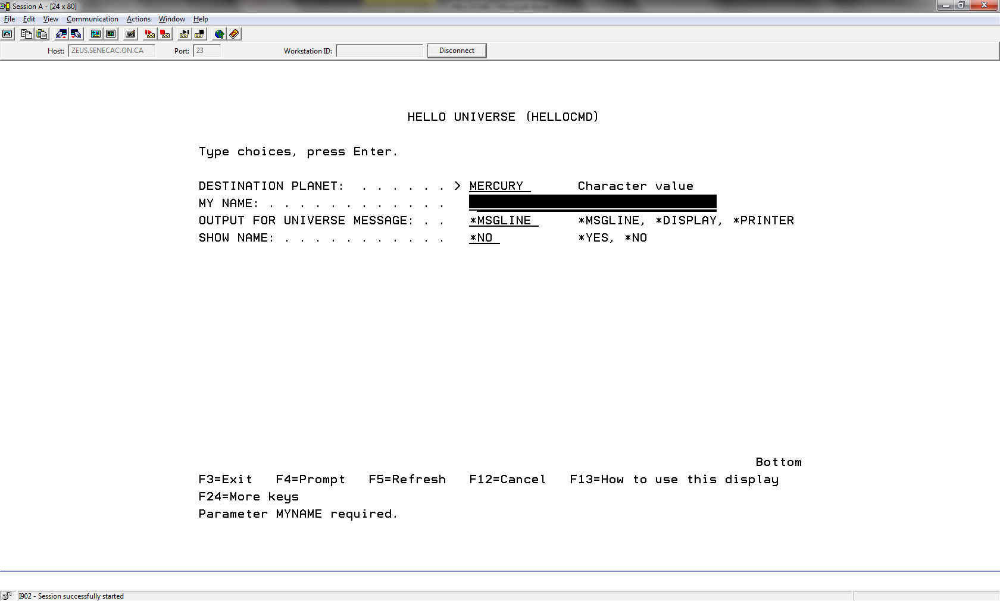 Session A - [24 x 80]
File Edit View Communication Actions Window Help
Host: ZEUS.SENECAC.ON.CA Port: 23 Workstation ID: Disconnect
HELLO UNIVERSE (HELLOCMD)
Type choices, press Enter.
DESTINATION PLANET: . . . . . . > MERCURY Character value
MY NAME: . . . . . . . . . . . .
OUTPUT FOR UNIVERSE MESSAGE: . . *MSGLINE *MSGLINE, *DISPLAY, *PRINTER
SHOW NAME: . . . . . . . . . . . *NO *YES, *NO
Bottom
F3=Exit F4=Prompt F5=Refresh F12=Cancel F13=How to use this display
F24=More keys
Parameter MYNAME required.
I902 - Session successfully started